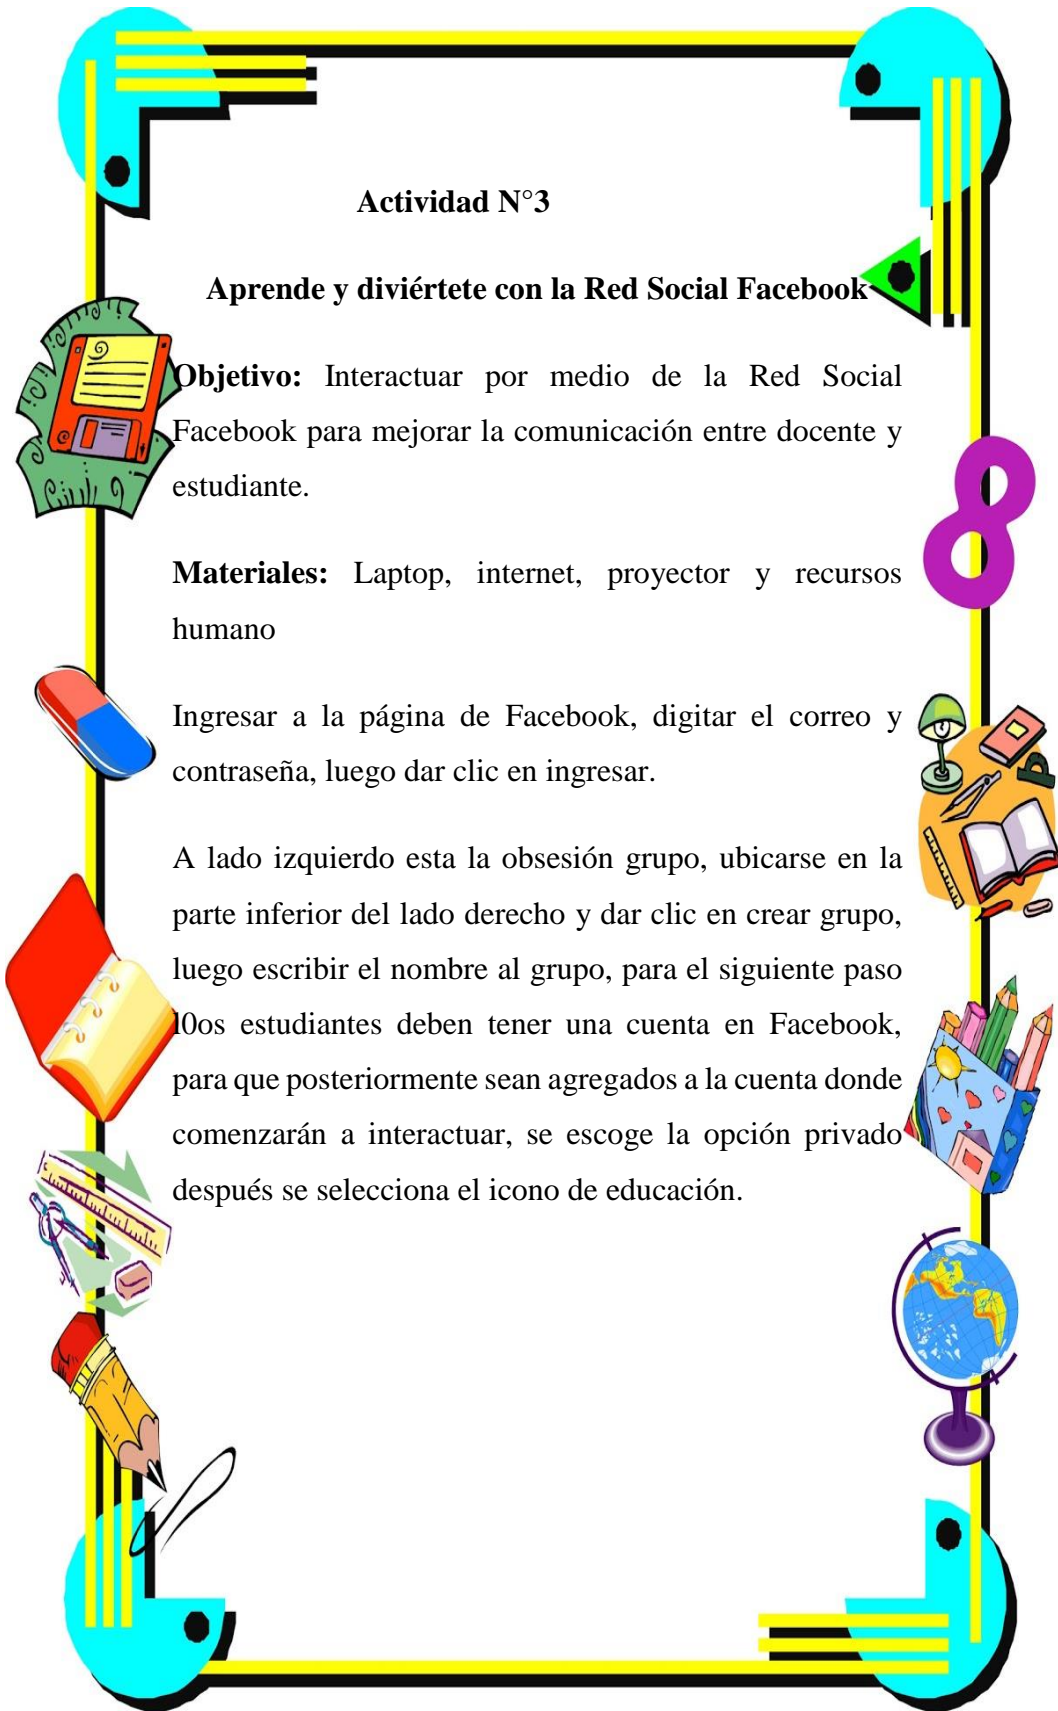 Actividad N°3
Aprende y diviértete con la Red Social Facebook
Objetivo: Interactuar por medio de la Red Social
Facebook para mejorar la comunicación entre docente y
estudiante.
Materiales: Laptop, internet, proyector y recursos
humano
Ingresar a la página de Facebook, digitar el correo y
contraseña, luego dar clic en ingresar.
A lado izquierdo esta la obsesión grupo, ubicarse en la
parte inferior del lado derecho y dar clic en crear grupo,
luego escribir el nombre al grupo, para el siguiente paso
l0os estudiantes deben tener una cuenta en Facebook,
para que posteriormente sean agregados a la cuenta donde
comenzarán a interactuar, se escoge la opción privado
después se selecciona el icono de educación.
8